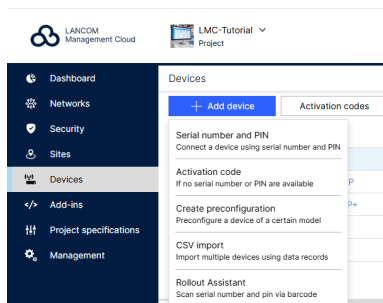 LANCOM
Management Cloud
LMC-Tutorial
Project
Dashboard
Networks
Security
Sites
Devices
Add-ins
Project specifications
Management
Devices
Add device
Activation codes
Serial number and PIN
Connect a device using serial number and PIN
Activation code
If no serial number or PIN are available
Create preconfiguration
Preconfigure a device of a certain model
CSV import
Import multiple devices using data records
Rollout Assistant
Scan serial number and pin via barcode